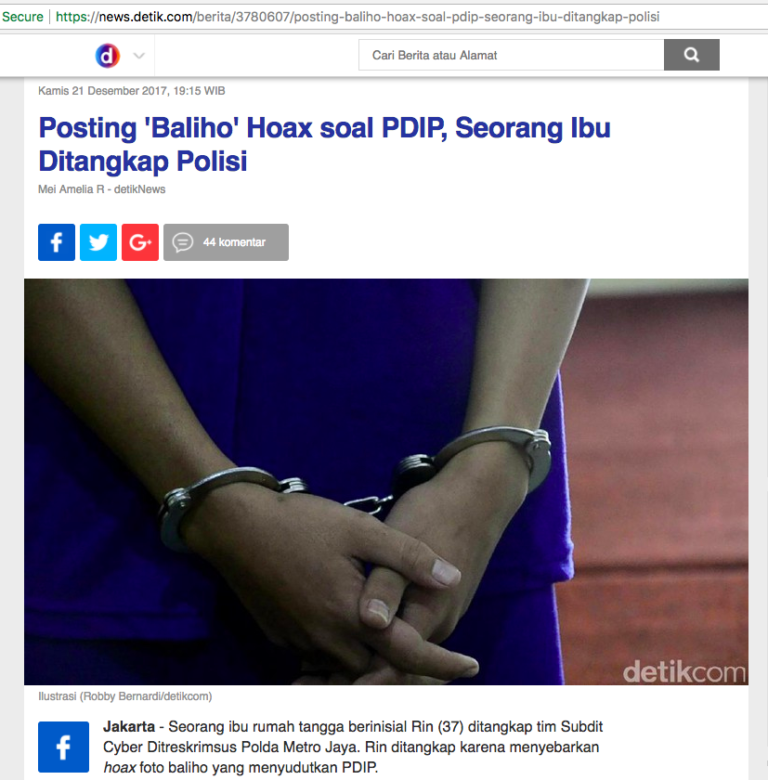 Secure | https://news.detik.com/berita/3780607/posting-baliho-hoax-soal-pdip-seorang-ibu-ditangkap-polisi
d
Cari Berita atau Alamat
Kamis 21 Desember 2017, 19:15 WIB
Posting 'Baliho' Hoax soal PDIP, Seorang Ibu
Ditangkap Polisi
Mei Amelia R - detikNews
f G+ 44 komentar
detikcom
Ilustrasi (Robby Bernardi/detikcom)
f
Jakarta - Seorang ibu rumah tangga berinisial Rin (37) ditangkap tim Subdit
Cyber Ditreskrimsus Polda Metro Jaya. Rin ditangkap karena menyebarkan
hoax foto baliho yang menyudutkan PDIP.